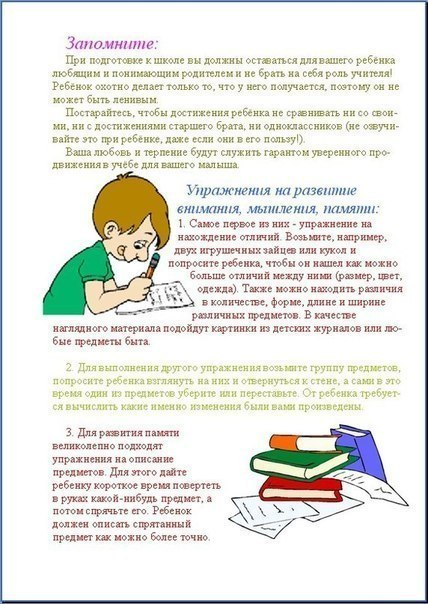 Запомните:
При подготовке к школе вы должны оставаться для вашего ребёнка
любящим и понимающим родителем и не брать на себя роль учителя!
Ребёнок охотно делает только то, что у него получается, поэтому он не
может быть ленивым.
Постарайтесь, чтобы достижения ребёнка не сравнивать ни со свои-
ми, ни с достижениями старшего брата, ни одноклассников (не озвучи-
вайте это при ребёнке, даже если они в его пользу!).
Ваша любовь и терпение будут служить гарантом уверенного про-
движения в учёбе для вашего малыша.
Упражнения на развитие
внимания, мышления, памяти:
1. Самое первое из них - упражнение на
нахождение отличий. Возьмите, например,
двух игрушечных зайцев или кукол и
попросите ребенка, чтобы он нашел как можно
больше отличий между ними (размер, цвет,
одежда). Также можно находить различия
в количестве, форме, длине и ширине
различных предметов. В качестве
наглядного материала подойдут картинки из детских журналов или лю-
бые предметы быта.
2. Для выполнения другого упражнения возьмите группу предметов,
попросите ребенка взглянуть на них и отвернуться к стене, а сами в это
время один из предметов уберите или переставьте. От ребенка требует-
ся вычислить какие именно изменения были вами произведены.
3. Для развития памяти
великолепно подходят
упражнения на описание
предметов. Для этого дайте
ребенку короткое время повертеть
в руках какой-нибудь предмет, а
потом спрячьте его. Ребенок
должен описать спрятанный
предмет как можно более точно.